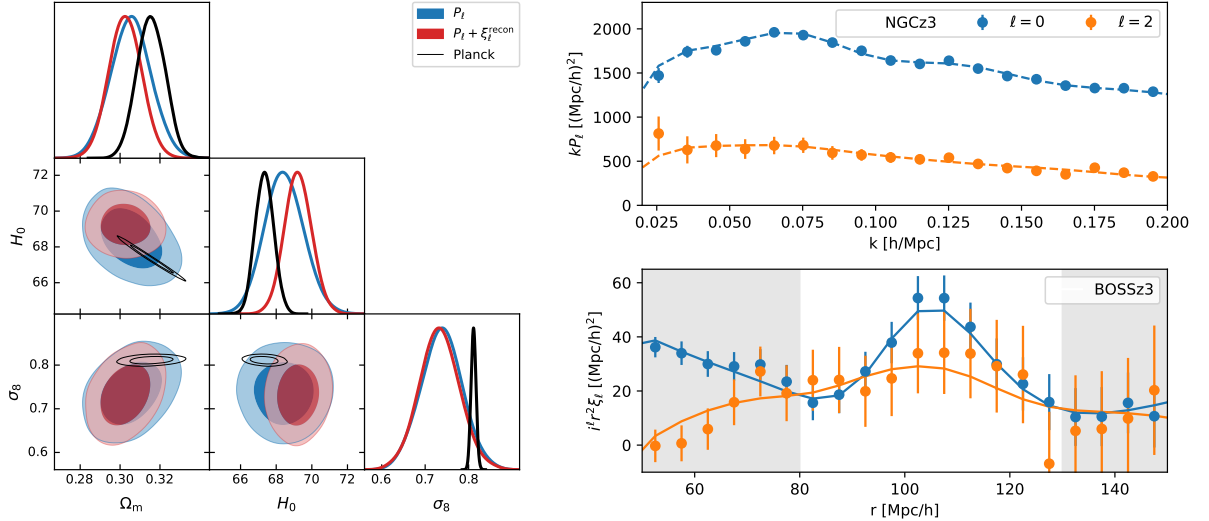 P_ℓ
P_ℓ + ξ_ℓ^recon
Planck
72
70
68
66
H_0
0.8
0.7
0.6
σ_8
0.28 0.30 0.32
Ω_m
66 68 70 72
H_0
0.6 0.7 0.8
σ_8
NGCz3 ℓ = 0 ℓ = 2
2000
1500
1000
500
0
kP_ℓ [(Mpc/h)^2]
0.025 0.050 0.075 0.100 0.125 0.150 0.175 0.200
k [h/Mpc]
BOSSz3
60
40
20
0
i^ℓ r^2 ξ_ℓ [(Mpc/h)^2]
60 80 100 120 140
r [Mpc/h]